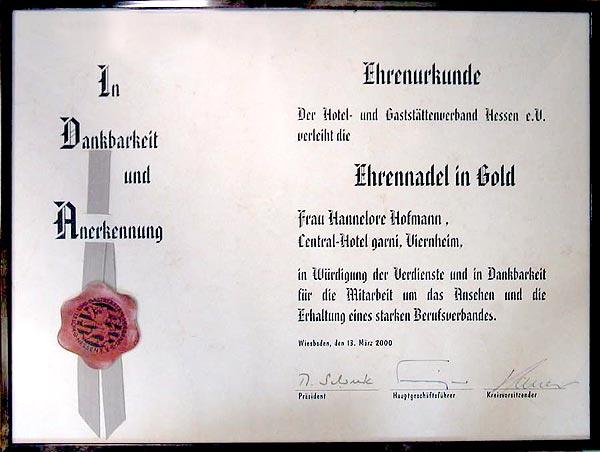 In
Dankbarkeit
und
Anerkennung
Ehrenurkunde
Der Hotel- und Gaststättenverband Hessen e.V.
verleiht die
Ehrennadel in Gold
Frau Hannelore Hofmann ,
Central-Hotel garni, Viernheim,
in Würdigung der Verdienste und in Dankbarkeit
für die Mitarbeit um das Ansehen und die
Erhaltung eines starken Berufsverbandes.
Wiesbaden, den 13. März 2000
Präsident Hauptgeschäftsführer Kreisvorsitzender